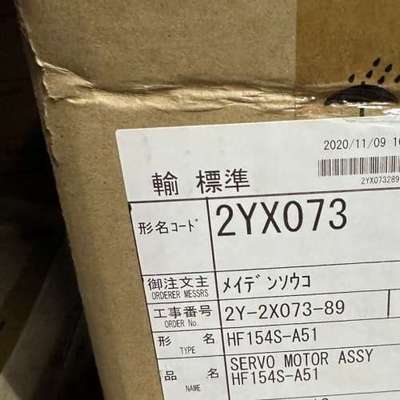 2020/11/09
2YX073289
輸 標準
形名コード 2YX073
御注文主 メイデンソウコ
ORDERER MESSRS
工事番号 2Y-2X073-89
ORDER No.
形 名 HF154S-A51
TYPE
品 名 SERVO MOTOR ASSY
NAME HF154S-A51